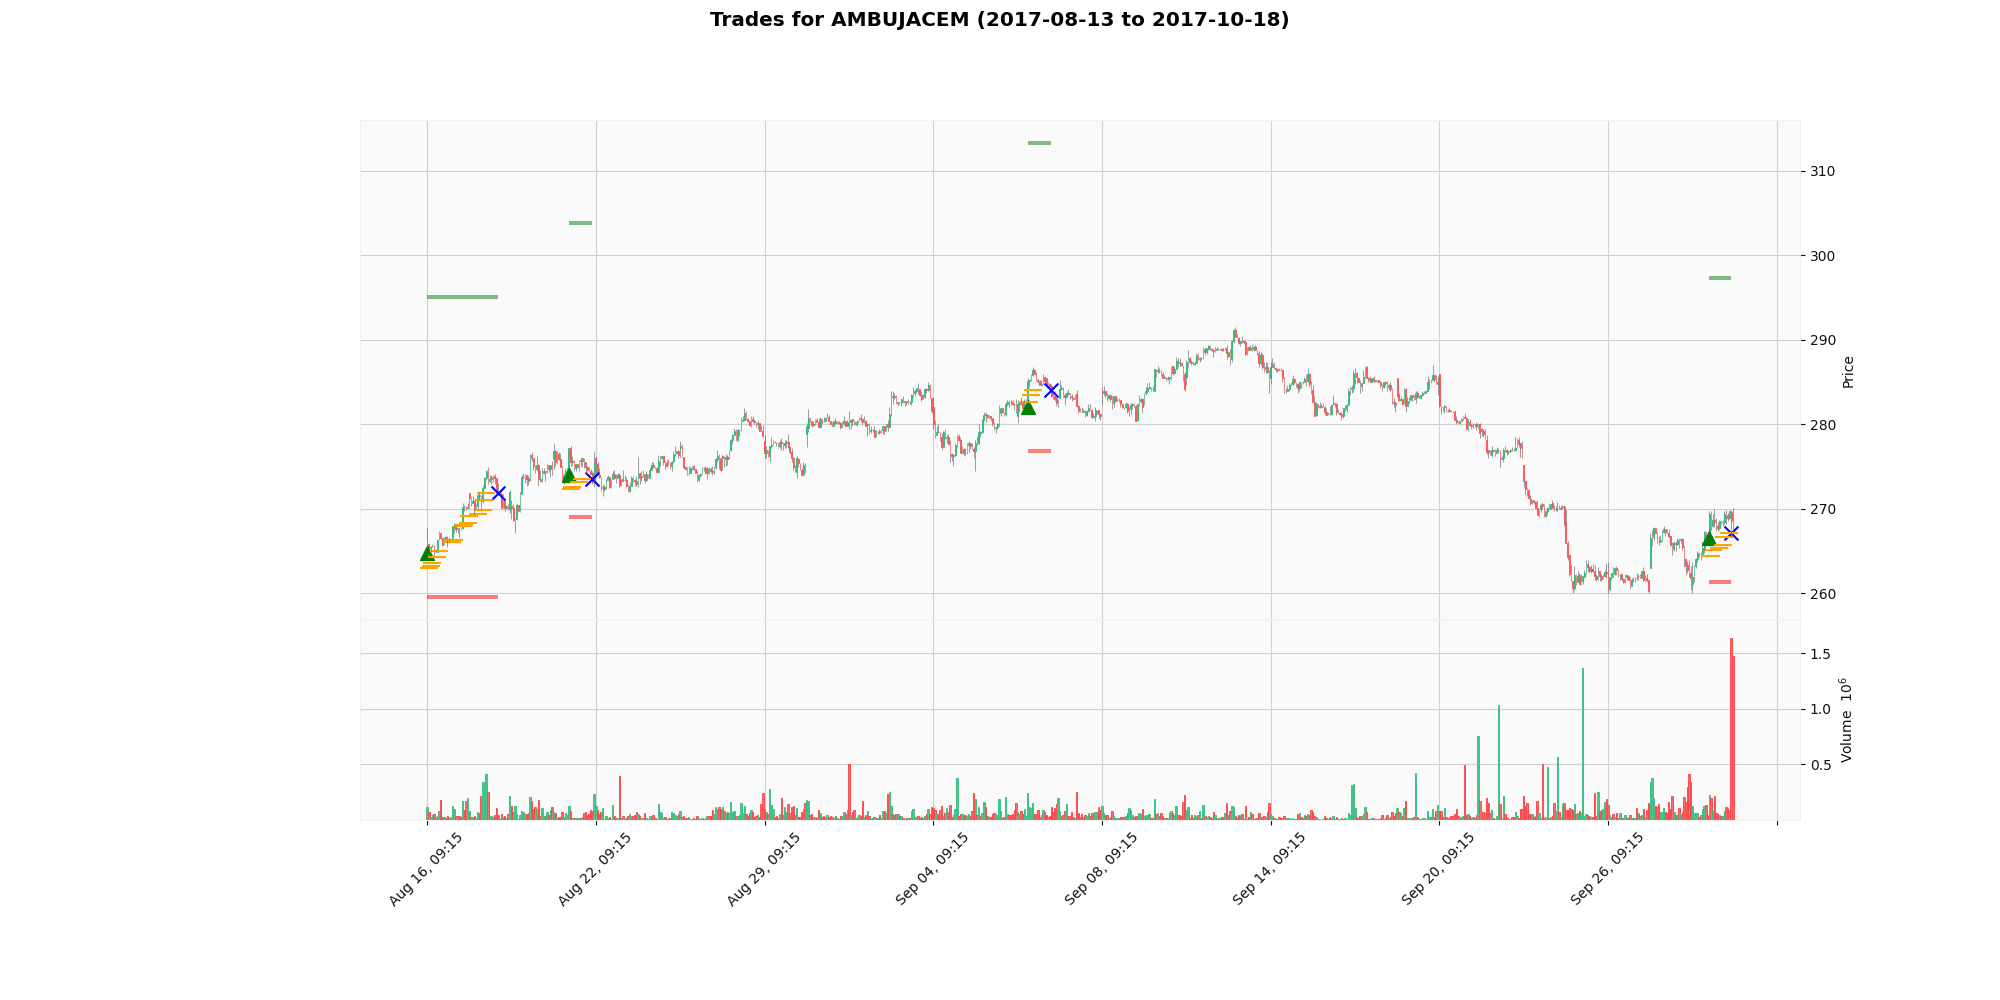 Trades for AMBUJACEM (2017-08-13 to 2017-10-18)
310
300
290
280
270
260
Price
1.5
1.0
0.5
Volume 10^6
Aug 16, 09:15
Aug 22, 09:15
Aug 29, 09:15
Sep 04, 09:15
Sep 08, 09:15
Sep 14, 09:15
Sep 20, 09:15
Sep 26, 09:15